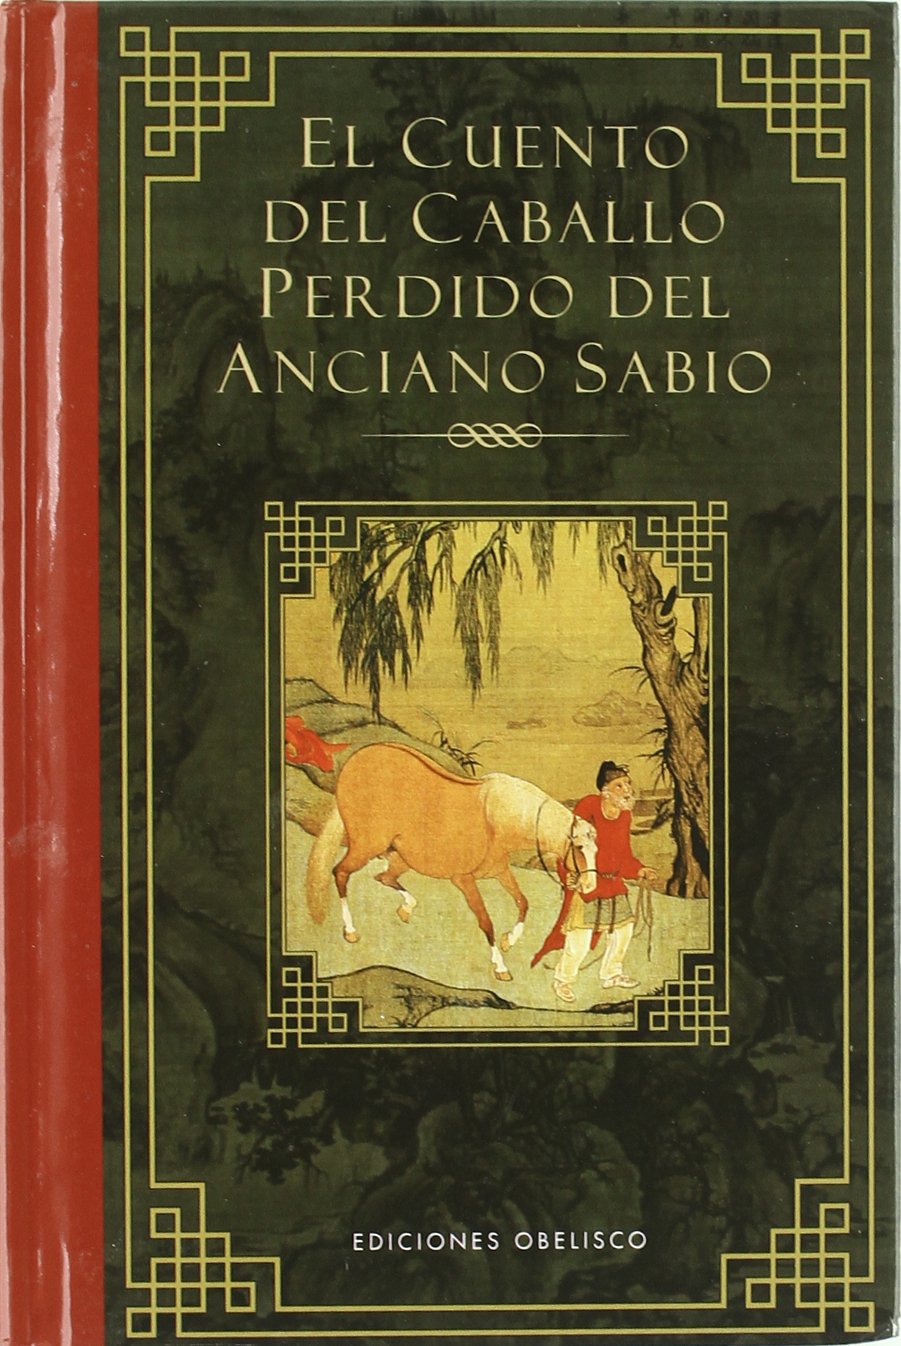 EL CUENTO
DEL CABALLO
PERDIDO DEL
ANCIANO SABIO
EDICIONES OBELISCO